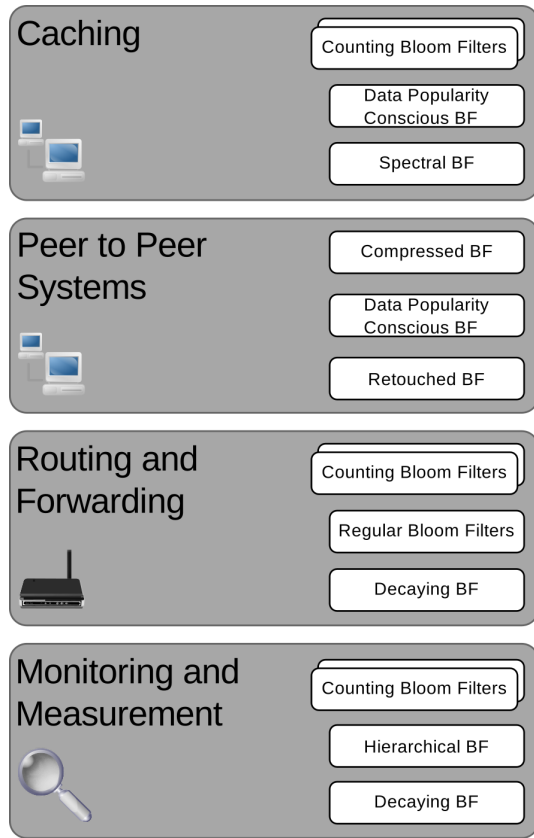 Caching
Counting Bloom Filters
Data Popularity
Conscious BF
Spectral BF
Peer to Peer
Systems
Compressed BF
Data Popularity
Conscious BF
Retouched BF
Routing and
Forwarding
Counting Bloom Filters
Regular Bloom Filters
Decaying BF
Monitoring and
Measurement
Counting Bloom Filters
Hierarchical BF
Decaying BF